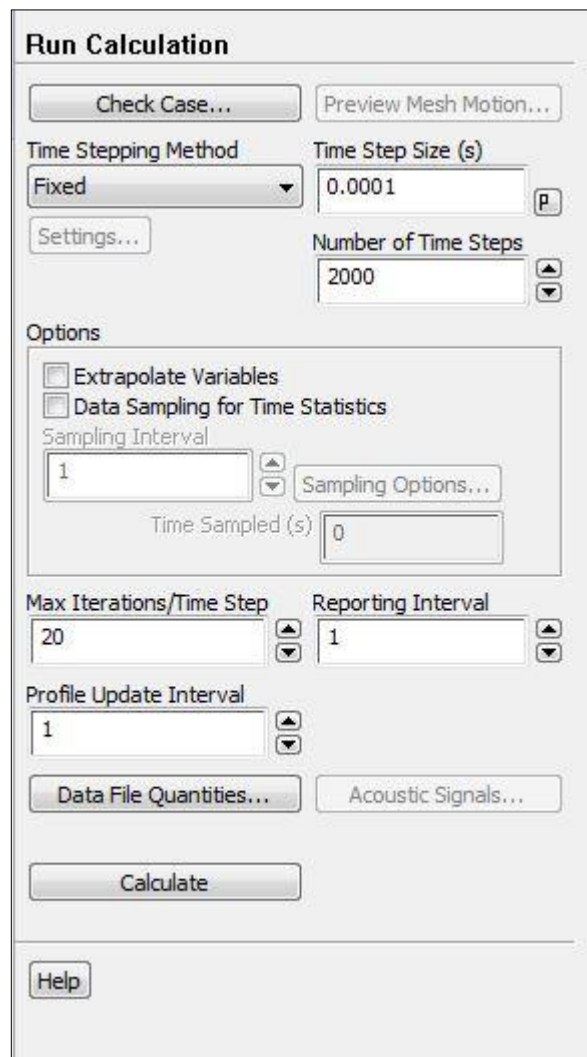 Run Calculation
Check Case... Preview Mesh Motion...
Time Stepping Method Time Step Size (s)
Fixed 0.0001 P
Settings... Number of Time Steps
2000
Options
Extrapolate Variables
Data Sampling for Time Statistics
Sampling Interval
1 Sampling Options...
Time Sampled (s) 0
Max Iterations/Time Step Reporting Interval
20 1
Profile Update Interval
1
Data File Quantities... Acoustic Signals...
Calculate
Help